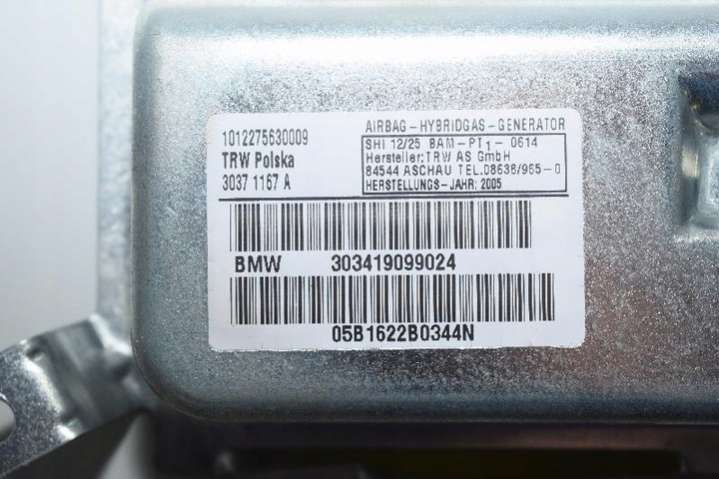 1012275630009
TRW Polska
3037 1167 A
AIRBAG-HYBRIDGAS-GENERATOR
SHI 12/25 BAM-PT1-0614
Hersteller:TRW AS GmbH
84544 ASCHAU TEL.08638/965-0
HERSTELLUNGS-JAHR: 2005
BMW 303419099024
05B1622B0344N